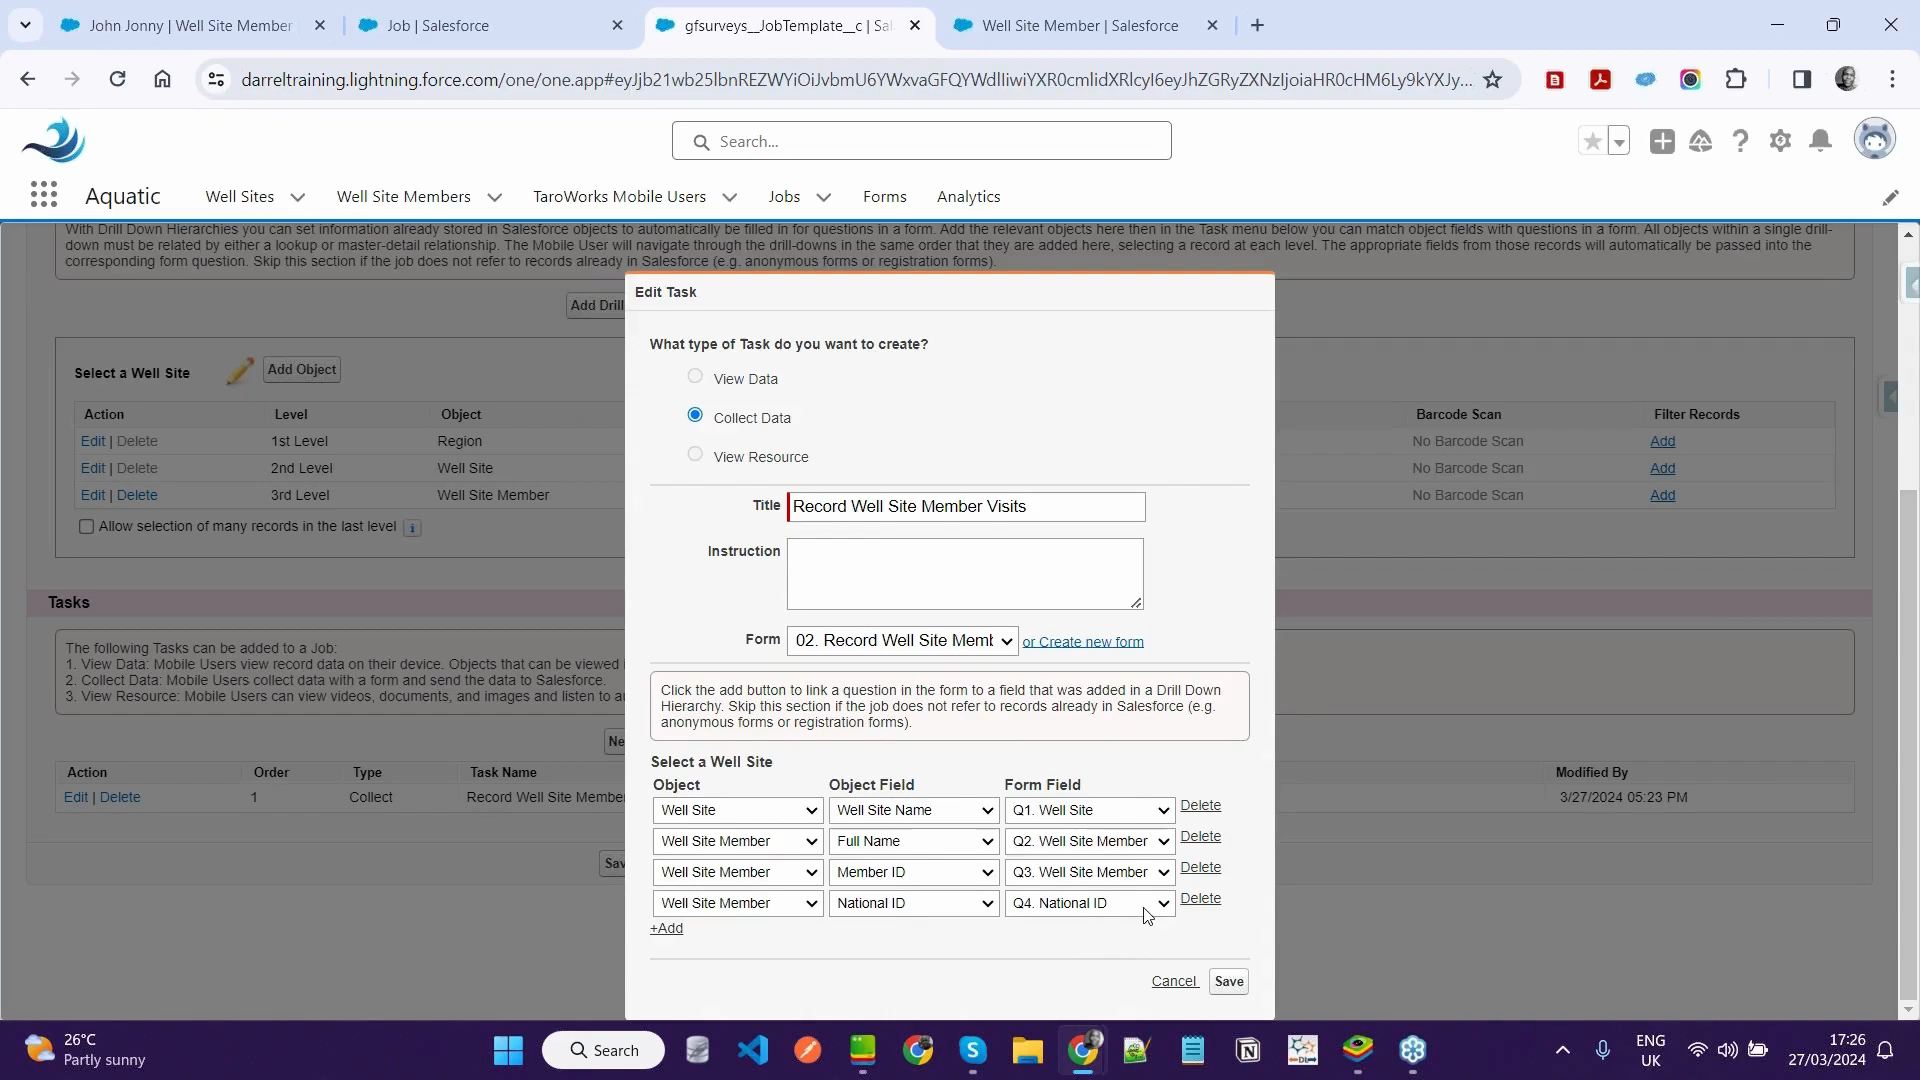 John Jonny | Well Site Member
Job | Salesforce
gfsurveys__JobTemplate__c | Sal
Well Site Member | Salesforce
darreltraining.lightning.force.com/one/one.app#eyJjb21wb25lbnREZWYiOiJvbmU6YWxvaGFQYWdlIiwiYXR0cmlidXRlcyI6eyJhZGRyZXNzIjoiaHR0cHM6Ly9kYXJy...
Search...
Aquatic
Well Sites
Well Site Members
TaroWorks Mobile Users
Jobs
Forms
Analytics
With Drill Down Hierarchies you can set information already stored in Salesforce objects to automatically be filled in for questions in a form. Add the relevant objects here then in the Task menu below you can match object fields with questions in a form. All objects within a single drill-
down must be related by either a lookup or master-detail relationship. The Mobile User will navigate through the drill-downs in the same order that they are added here, selecting a record at each level. The appropriate fields from those records will automatically be passed into the
corresponding form question. Skip this section if the job does not refer to records already in Salesforce (e.g. anonymous forms or registration forms).
Add Drill
Select a Well Site
Add Object
Action Level Object Barcode Scan Filter Records
Edit | Delete 1st Level Region No Barcode Scan Add
Edit | Delete 2nd Level Well Site No Barcode Scan Add
Edit | Delete 3rd Level Well Site Member No Barcode Scan Add
Allow selection of many records in the last level i
Tasks
The following Tasks can be added to a Job:
1. View Data: Mobile Users view record data on their device. Objects that can be viewed i
2. Collect Data: Mobile Users collect data with a form and send the data to Salesforce.
3. View Resource: Mobile Users can view videos, documents, and images and listen to au
Ne
Action Order Type Task Name Modified By
Edit | Delete 1 Collect Record Well Site Member 3/27/2024 05:23 PM
Sav
Edit Task
What type of Task do you want to create?
View Data
Collect Data
View Resource
Title Record Well Site Member Visits
Instruction
Form 02. Record Well Site Memb or Create new form
Click the add button to link a question in the form to a field that was added in a Drill Down
Hierarchy. Skip this section if the job does not refer to records already in Salesforce (e.g.
anonymous forms or registration forms).
Select a Well Site
Object Object Field Form Field
Well Site Well Site Name Q1. Well Site Delete
Well Site Member Full Name Q2. Well Site Member Delete
Well Site Member Member ID Q3. Well Site Member Delete
Well Site Member National ID Q4. National ID Delete
+Add
Cancel Save
26°C
Partly sunny
Search
ENG
UK
17:26
27/03/2024